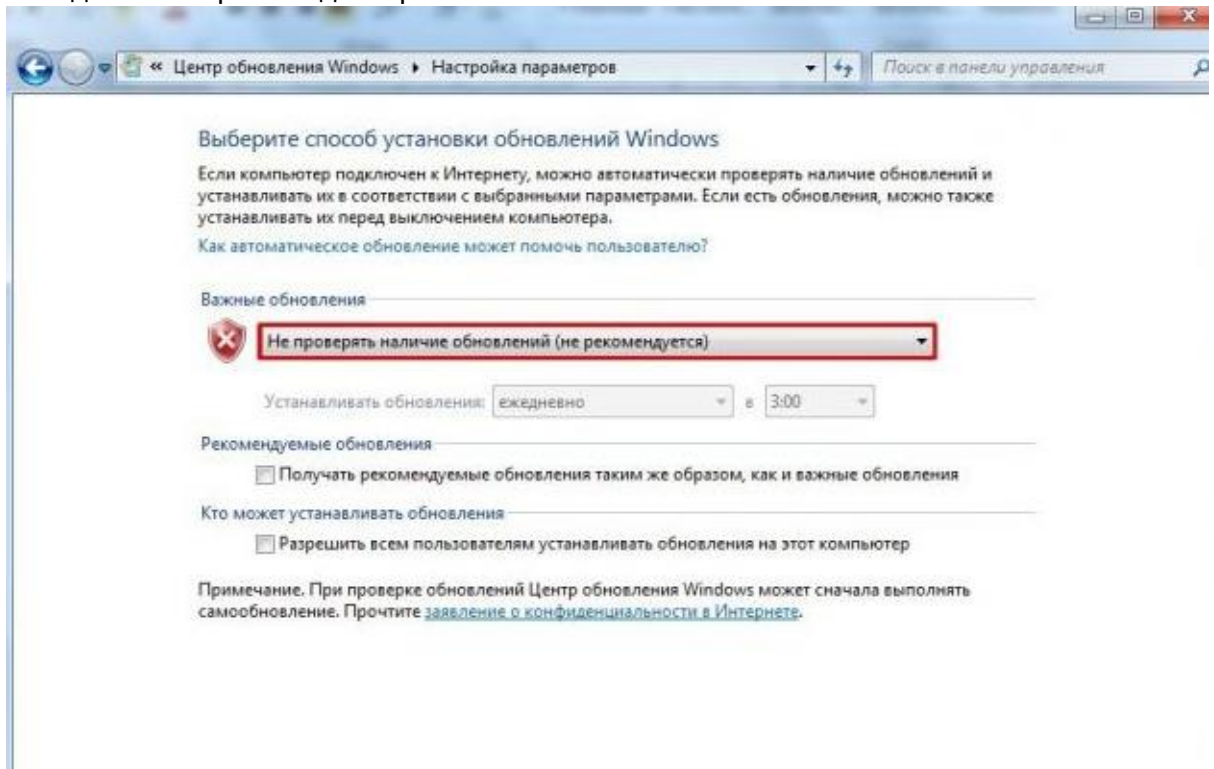 « Центр обновления Windows ▸ Настройка параметров
Поиск в панели управления
Выберите способ установки обновлений Windows
Если компьютер подключен к Интернету, можно автоматически проверять наличие обновлений и
устанавливать их в соответствии с выбранными параметрами. Если есть обновления, можно также
устанавливать их перед выключением компьютера.
Как автоматическое обновление может помочь пользователю?
Важные обновления
Не проверять наличие обновлений (не рекомендуется)
Устанавливать обновления: ежедневно в 3:00
Рекомендуемые обновления
Получать рекомендуемые обновления таким же образом, как и важные обновления
Кто может устанавливать обновления
Разрешить всем пользователям устанавливать обновления на этот компьютер
Примечание. При проверке обновлений Центр обновления Windows может сначала выполнять
самообновление. Прочтите заявление о конфиденциальности в Интернете.